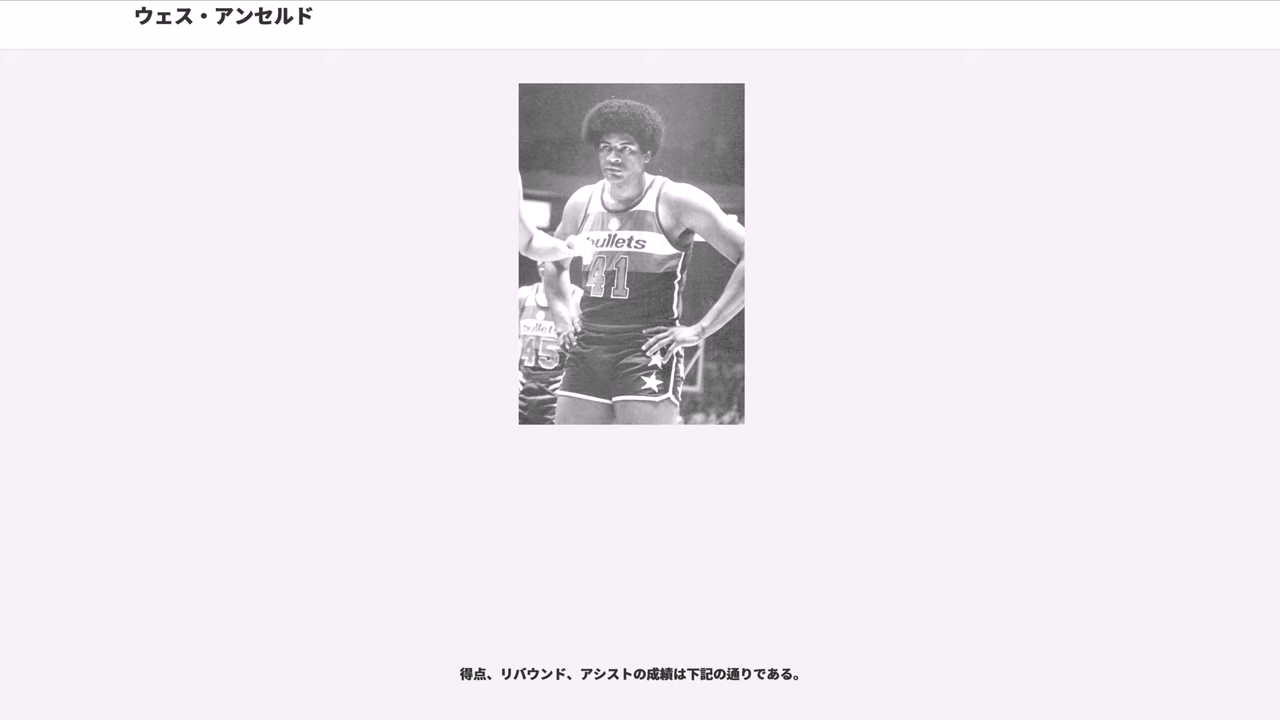 ウェス・アンセルド
bullets
41
bullet
45
得点、リバウンド、アシストの成績は下記の通りである。